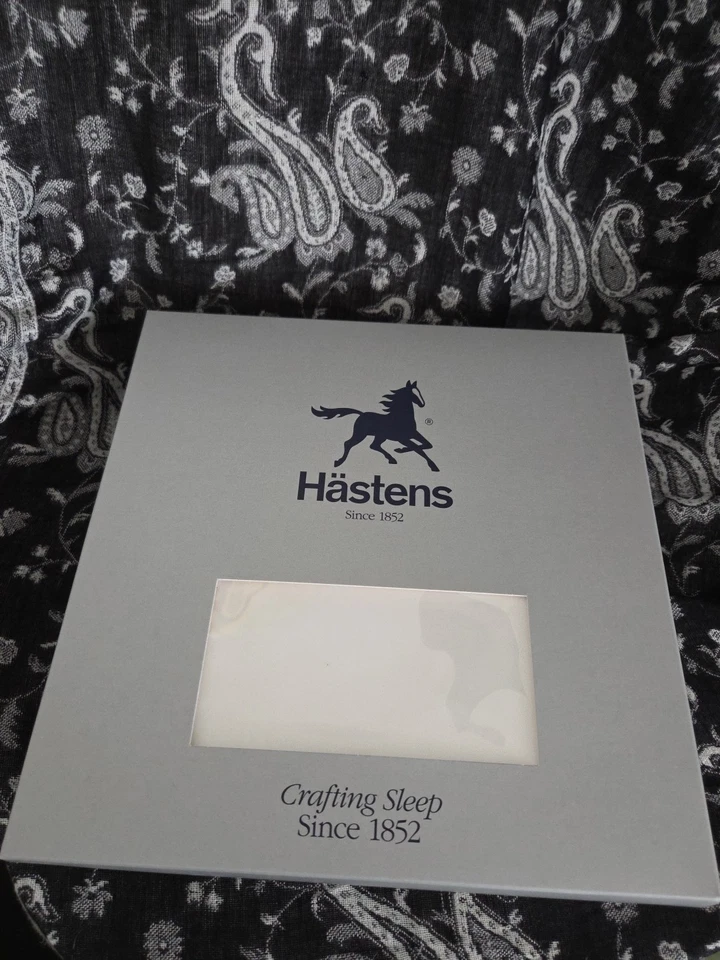 ®
Hästens
Since 1852
Crafting Sleep
Since 1852